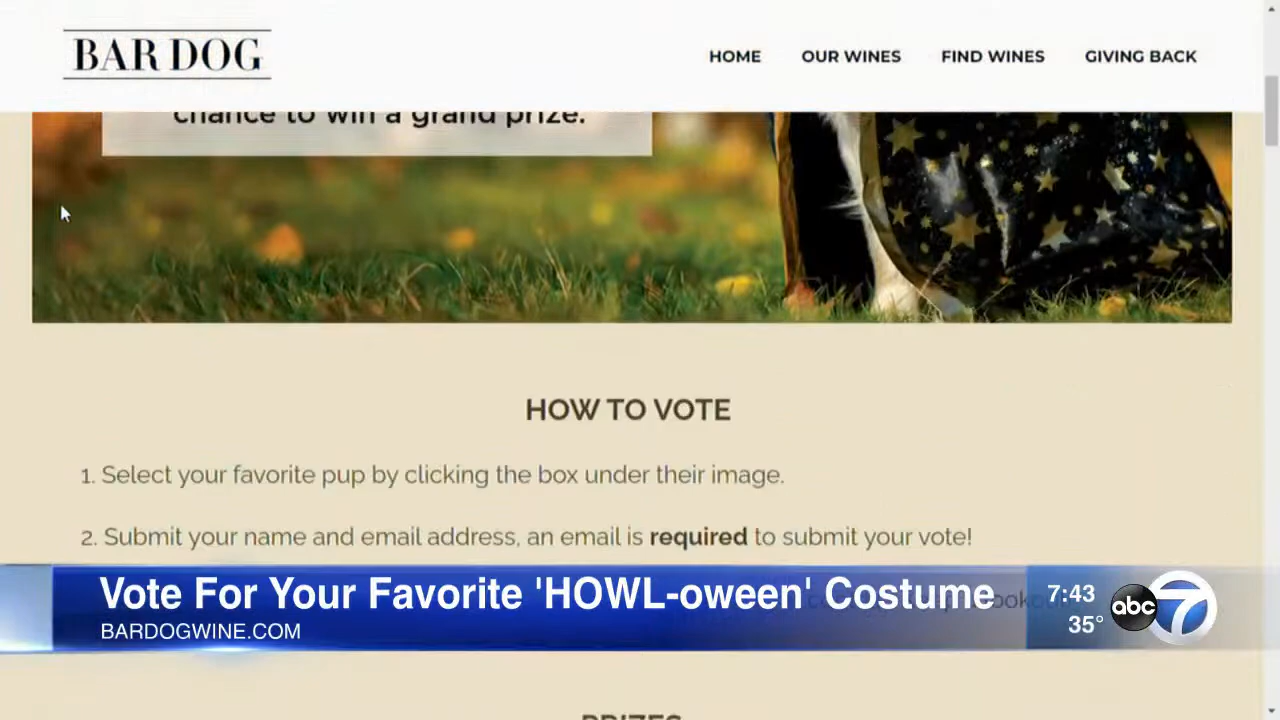 BAR DOG
HOME
OUR WINES
FIND WINES
GIVING BACK
chance to win a grand prize.
HOW TO VOTE
1. Select your favorite pup by clicking the box under their image.
2. Submit your name and email address, an email is required to submit your vote!
Vote For Your Favorite 'HOWL-oween' Costume
BARDOGWINE.COM
7:43
35°
abc 7
PRIZES